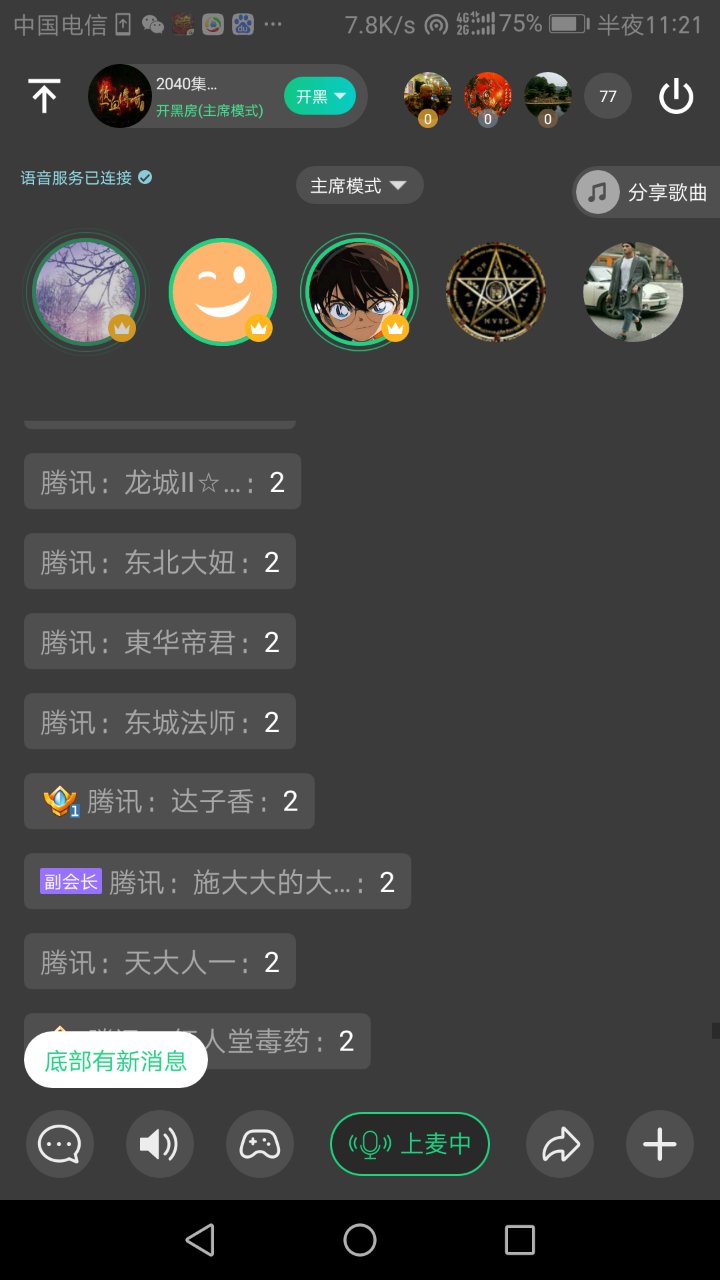 中国电信 ··· 7.8K/s 4G 2G 75% 半夜11:21
热血传奇 2040集... 开黑
开黑房(主席模式)
0 0 0 77
语音服务已连接 主席模式 分享歌曲
腾讯：龙城II☆...：2
腾讯：东北大妞：2
腾讯：東华帝君：2
腾讯：东城法师：2
1 腾讯：达子香：2
副会长 腾讯：施大大的大...：2
腾讯：天大人一：2
人堂毒药：2
底部有新消息
上麦中